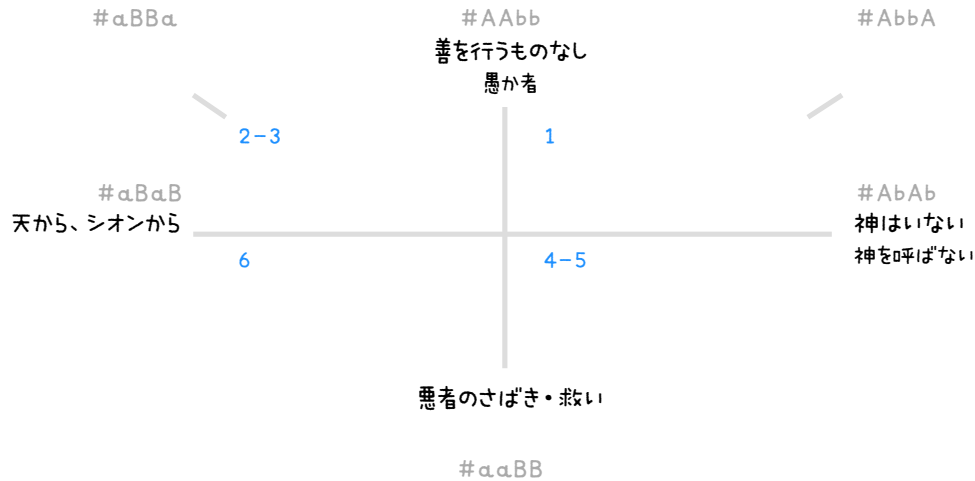 #aBBa
#AAbb
#AbbA
善を行うものなし
愚か者
2-3
1
#aBaB
#AbAb
天から、シオンから
神はいない
神を呼ばない
6
4-5
悪者のさばき・救い
#aaBB